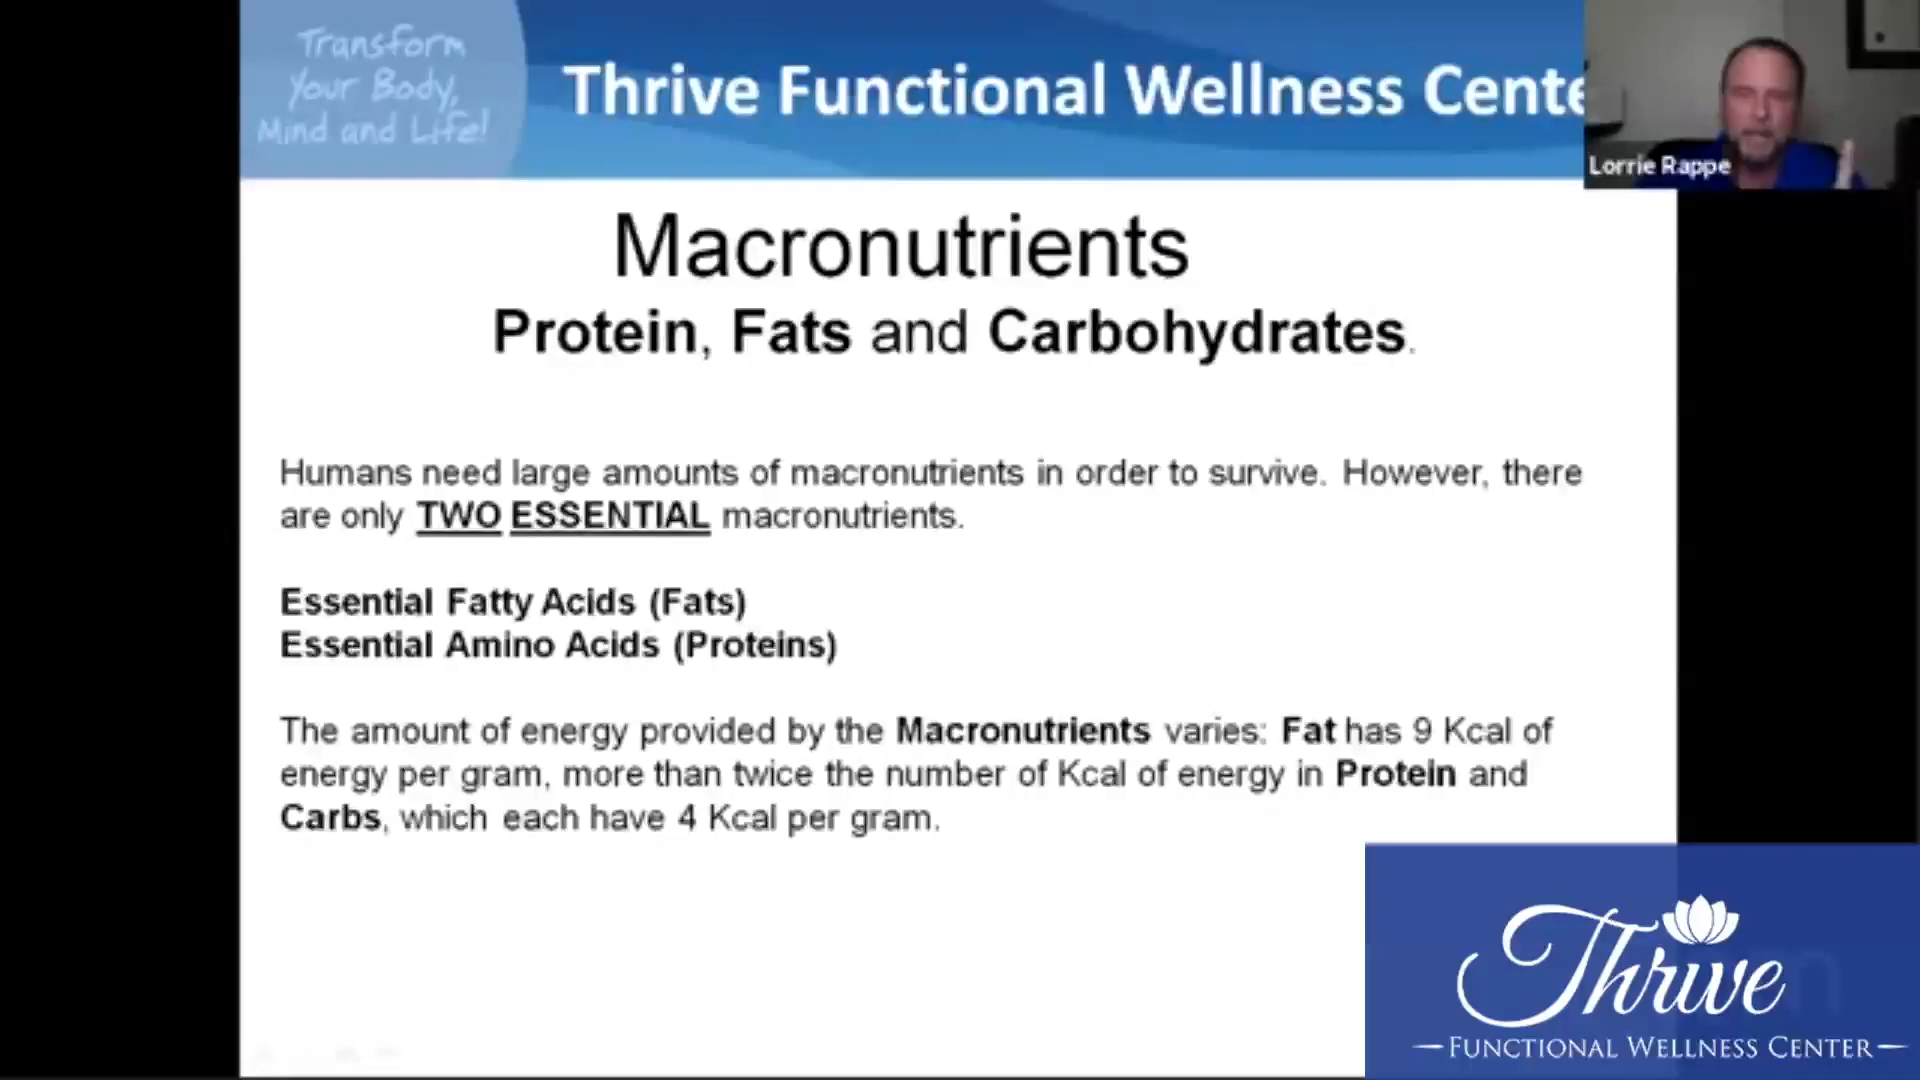 Transform
Your Body,
Mind and Life!
Thrive Functional Wellness Cente
Lorrie Rappe
Macronutrients
Protein, Fats and Carbohydrates.
Humans need large amounts of macronutrients in order to survive. However, there
are only TWO ESSENTIAL macronutrients.
Essential Fatty Acids (Fats)
Essential Amino Acids (Proteins)
The amount of energy provided by the Macronutrients varies: Fat has 9 Kcal of
energy per gram, more than twice the number of Kcal of energy in Protein and
Carbs, which each have 4 Kcal per gram.
Thrive
FUNCTIONAL WELLNESS CENTER